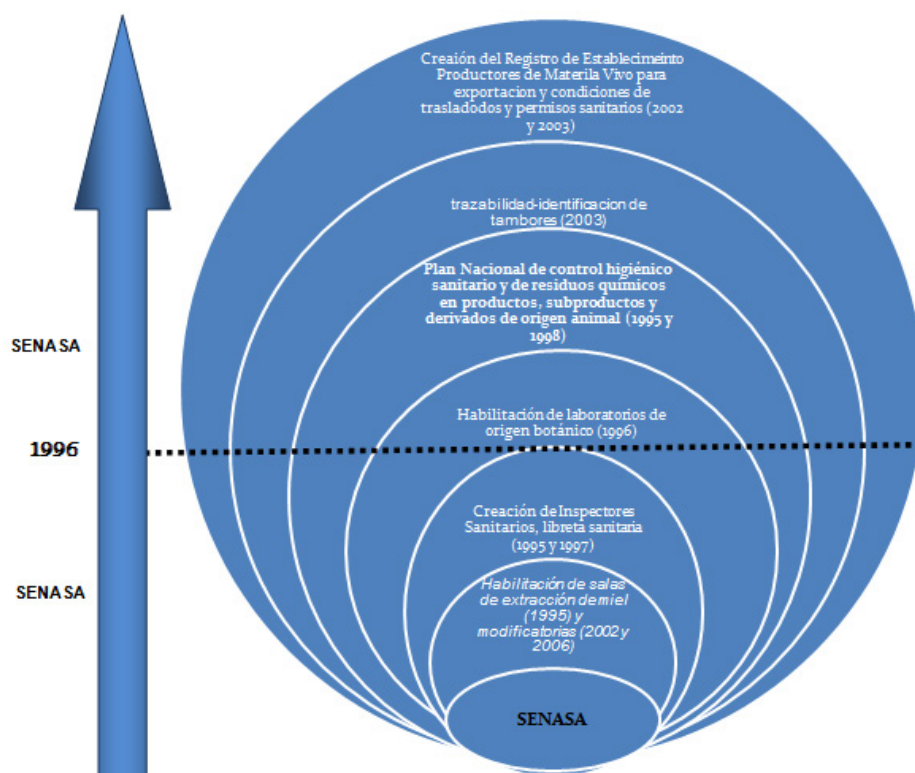 Creaión del Registro de Establecimeinto
Productores de Materila Vivo para
exportacion y condiciones de
trasladodos y permisos sanitarios (2002
y 2003)
trazabilidad-identificacion de
tambores (2003)
Plan Nacional de control higiénico
sanitario y de residuos químicos
en productos, subproductos y
derivados de origen animal (1995 y
1998)
SENASA
Habilitación de laboratorios de
origen botánico (1996)
1996
Creación de Inspectores
Sanitarios, libreta sanitaria
(1995 y 1997)
SENASA
Habilitación de salas
de extracción de miel
(1995) y
modificatorias (2002 y
2006)
SENASA